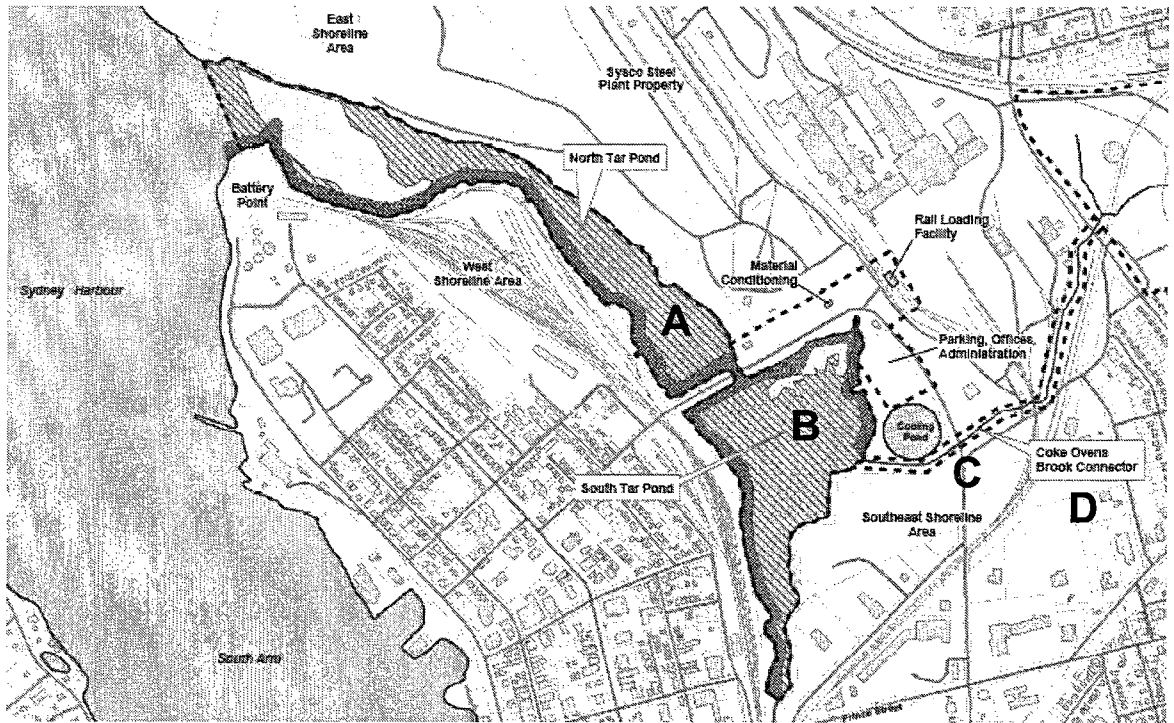 East
Shoreline
Area
Sysco Steel
Plant Property
North Tar Pond
Battery
Point
Rail Loading
Facility
West
Shoreline Area
Material
Conditioning
Sydney Harbour
A
Parking, Offices,
Administration
B
Cooling
Pond
Coke Ovens
Brook Connector
C
South Tar Pond
D
Southeast Shoreline
Area
South Arm
Prince Street